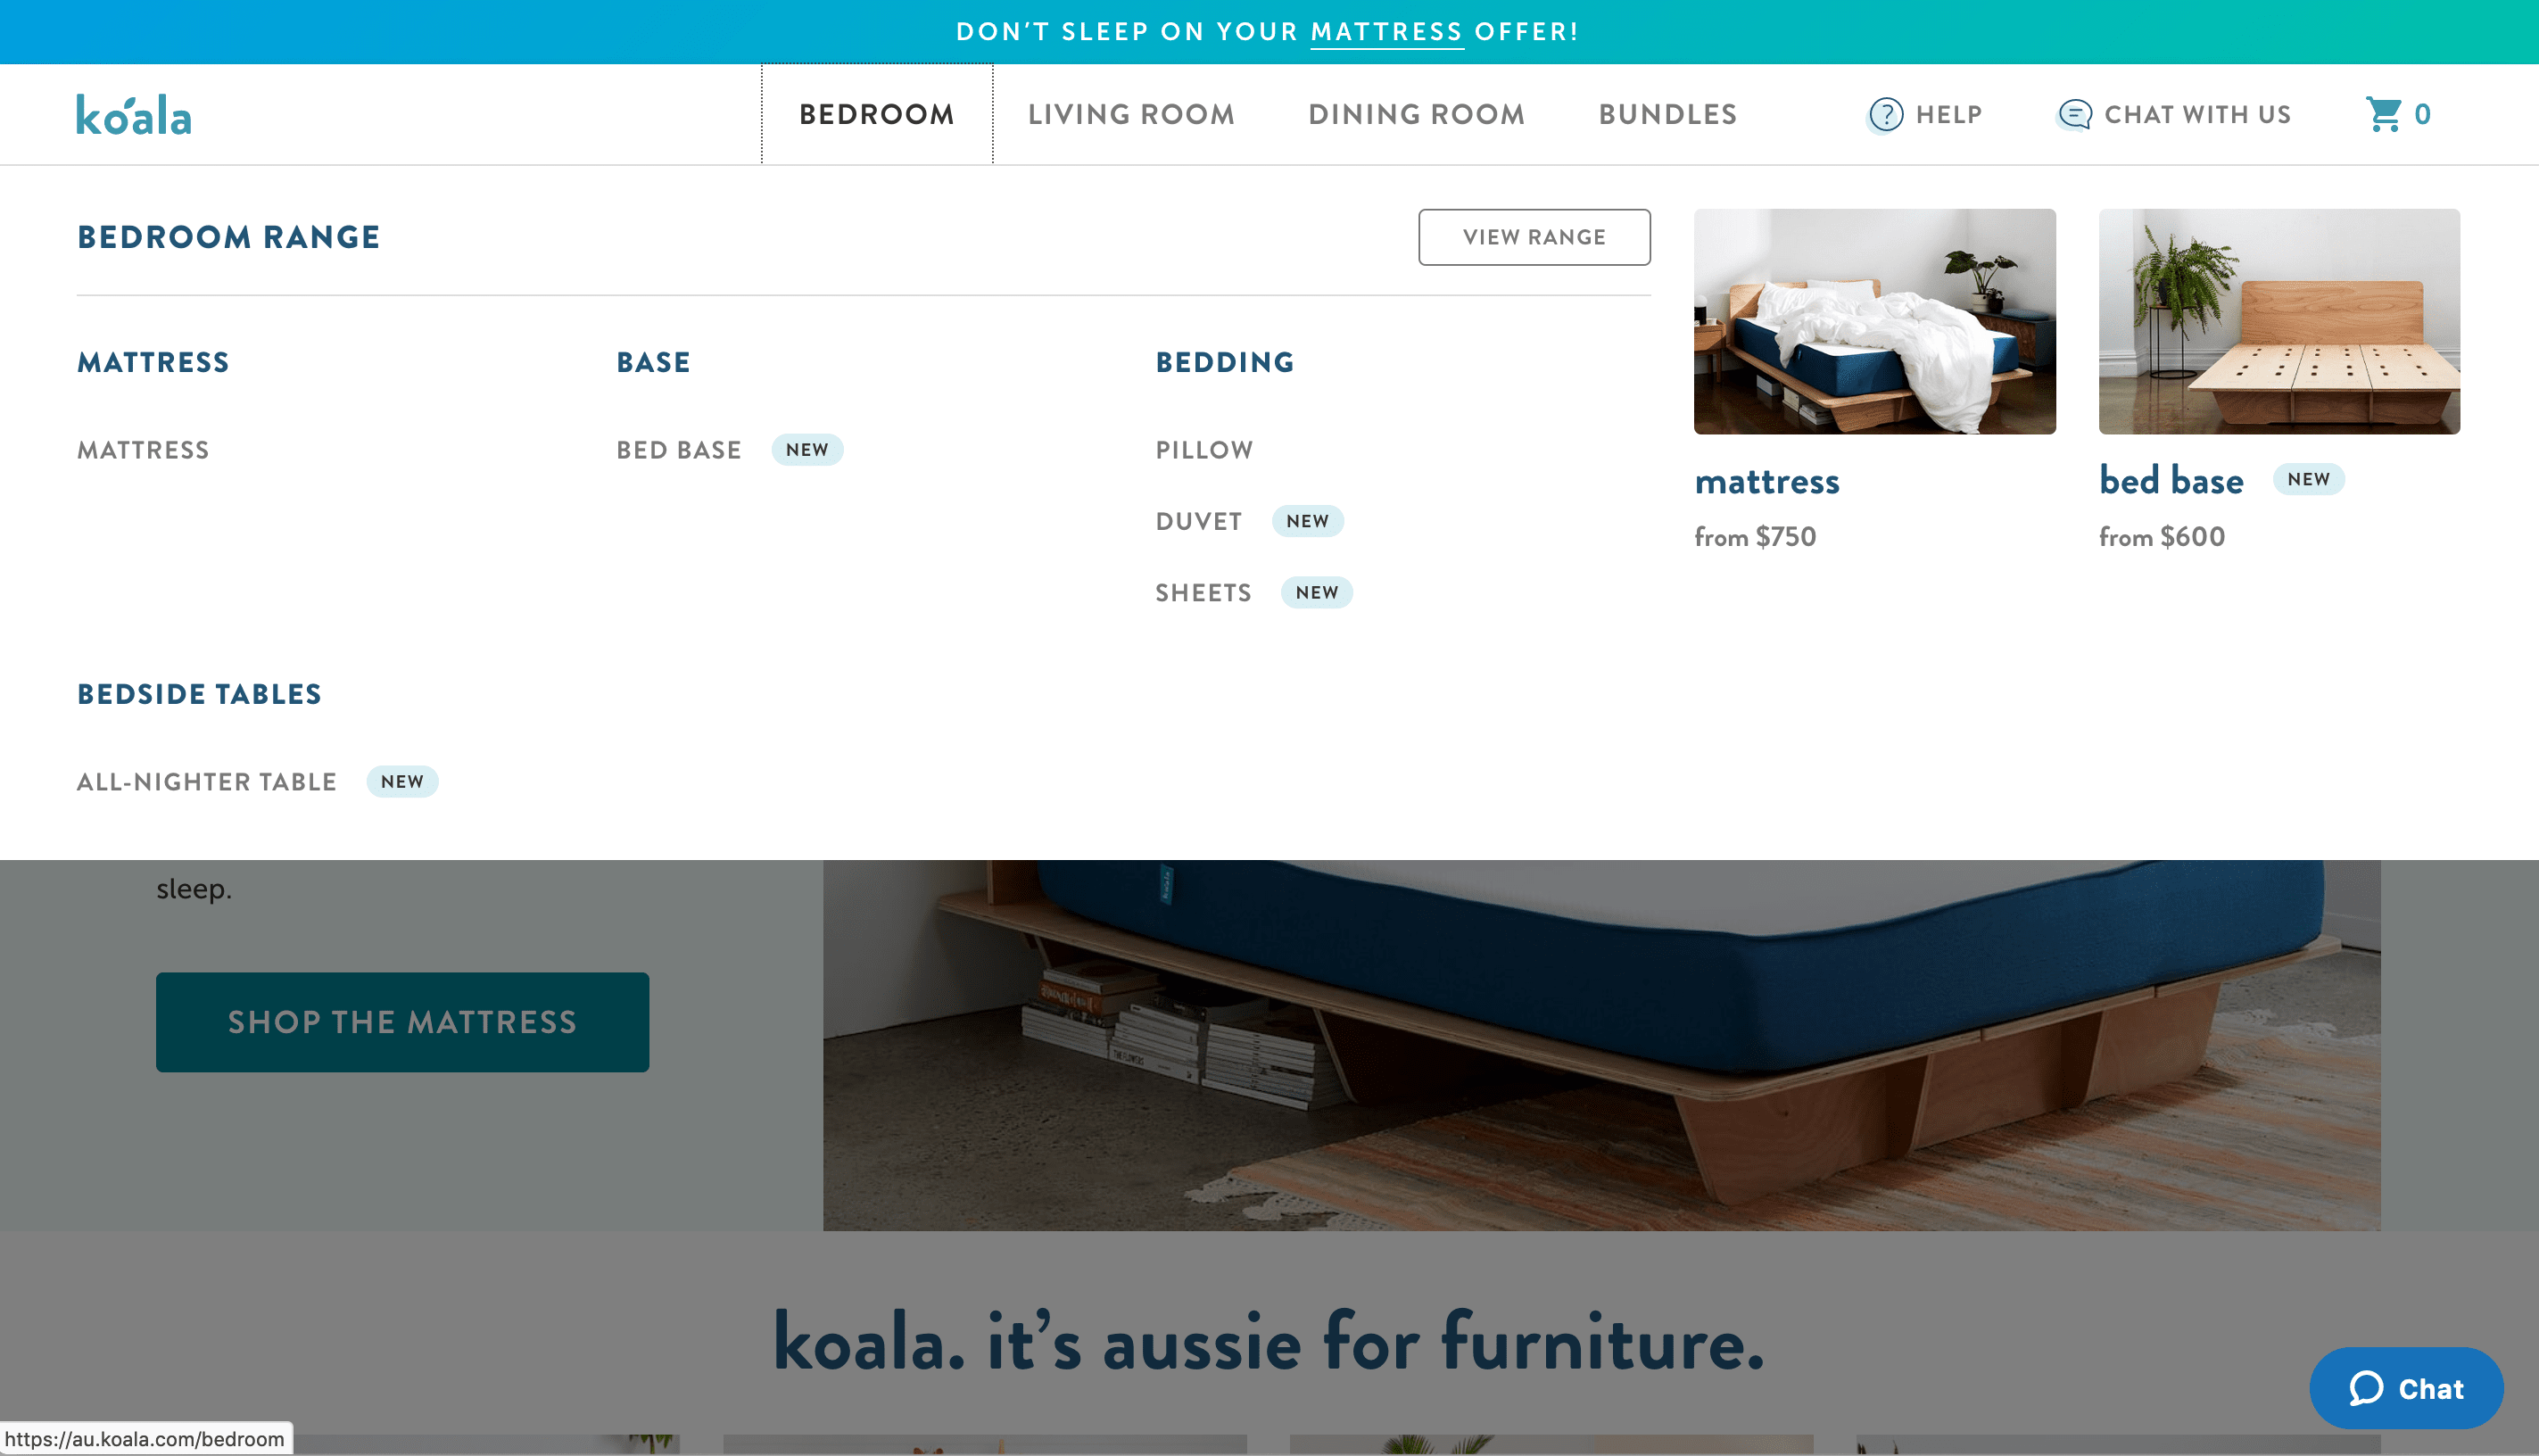 DON'T SLEEP ON YOUR MATTRESS OFFER!
koala
BEDROOM
LIVING ROOM
DINING ROOM
BUNDLES
? HELP
CHAT WITH US
0
BEDROOM RANGE
VIEW RANGE
MATTRESS
MATTRESS
BASE
BED BASE NEW
BEDDING
PILLOW
DUVET NEW
SHEETS NEW
BEDSIDE TABLES
ALL-NIGHTER TABLE NEW
mattress
from $750
bed base NEW
from $600
sleep.
SHOP THE MATTRESS
koala
THE FLOWERS
koala. it’s aussie for furniture.
Chat
https://au.koala.com/bedroom